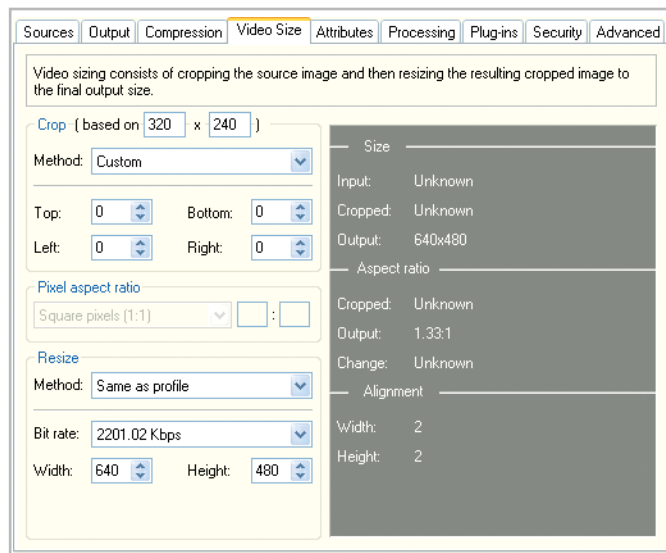 Sources Output Compression Video Size Attributes Processing Plug-ins Security Advanced
Video sizing consists of cropping the source image and then resizing the resulting cropped image to
the final output size.
Crop ( based on 320 x 240 )
Method: Custom
Top: 0 Bottom: 0
Left: 0 Right: 0
Pixel aspect ratio
Square pixels (1:1) :
Resize
Method: Same as profile
Bit rate: 2201.02 Kbps
Width: 640 Height: 480
Size
Input: Unknown
Cropped: Unknown
Output: 640x480
Aspect ratio
Cropped: Unknown
Output: 1.33:1
Change: Unknown
Alignment
Width: 2
Height: 2